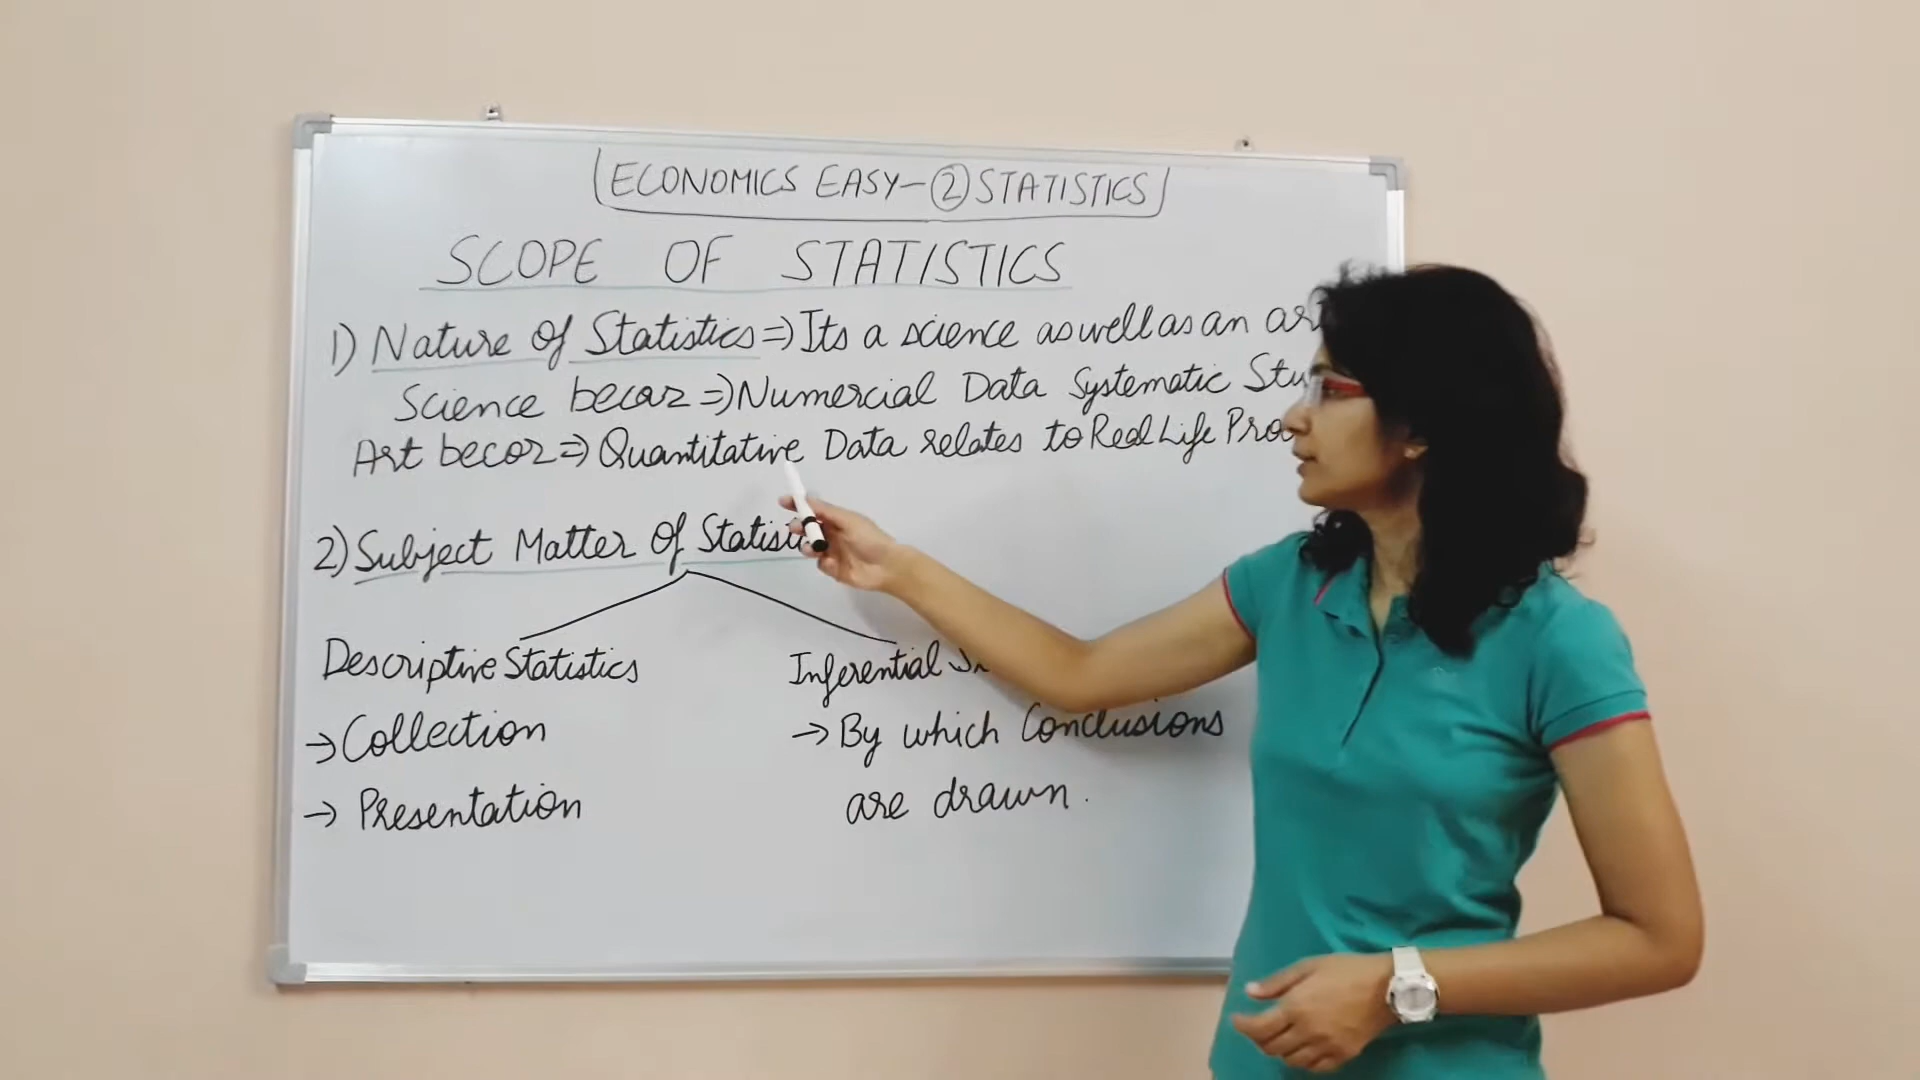 ECONOMICS EASY-②STATISTICS
SCOPE OF STATISTICS
1) Nature of Statistics⇒Its a science as well as an art
Science becoz⇒Numercial Data Systematic
Art becoz⇒Quantitative Data relates to Real Life
2) Subject Matter Of
Descriptive Statistics
Inferential
→Collection
→By which Conclusions
→Presentation
are drawn.